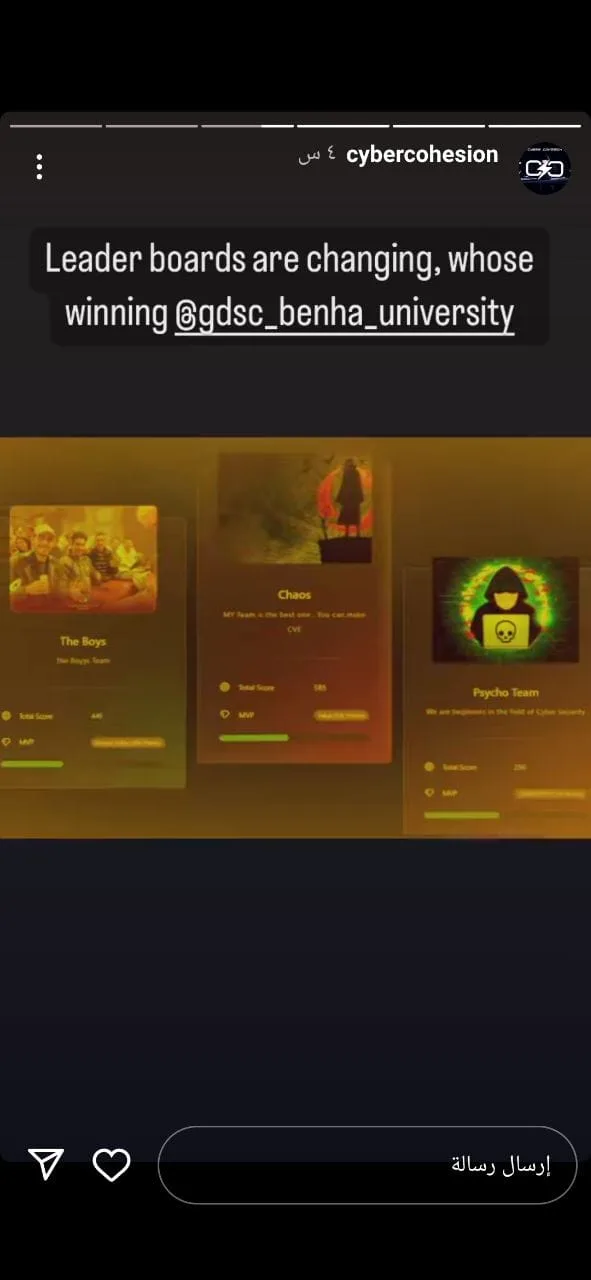 cybercohesion ٤ س
Leader boards are changing, whose
winning @gdsc_benha_university
The Boys
The Boyys Team
Total Score 445
MVP
Chaos
MY Team is the best one . You can make
CVE
Total Score 585
MVP
Psycho Team
We are beginners in the field of Cyber Security
Total Score 250
MVP
إرسال رسالة